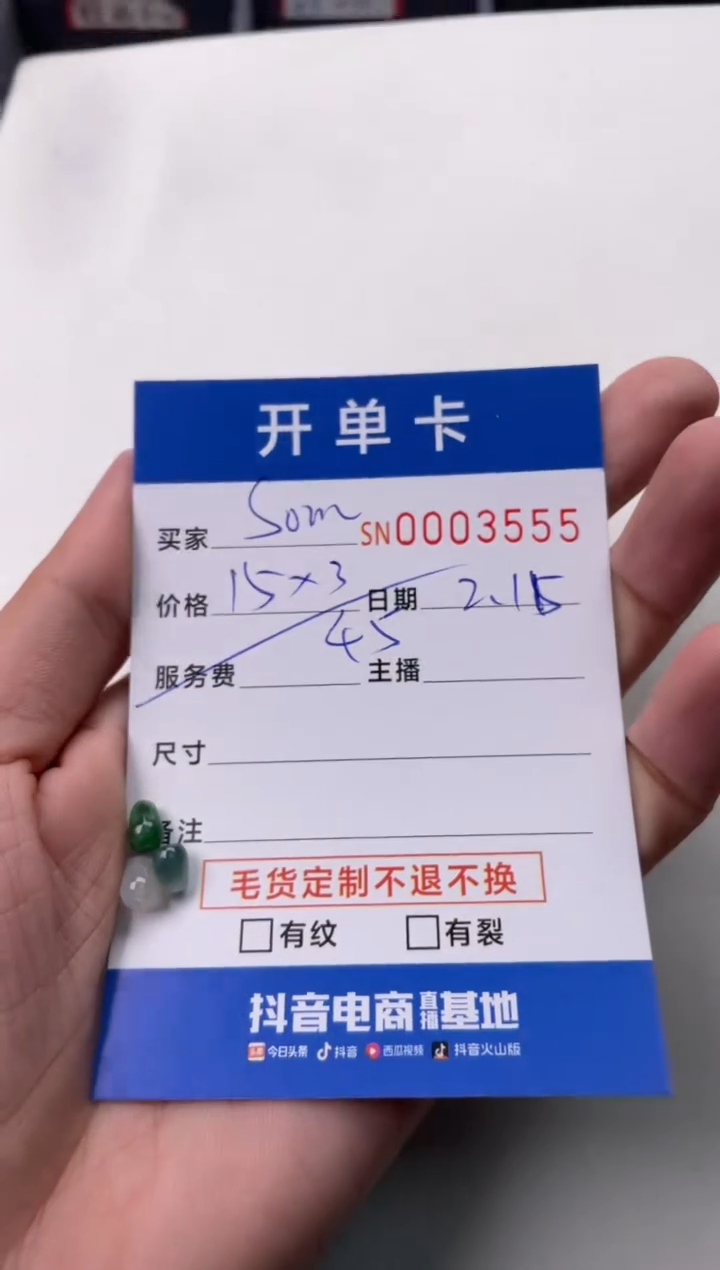 开单卡
买家 Som SN0003555
价格 15×3 日期 2.15
45
服务费 主播
尺寸
备注
毛货定制不退不换
有纹 有裂
抖音电商直播基地
今日头条 抖音 西瓜视频 抖音火山版